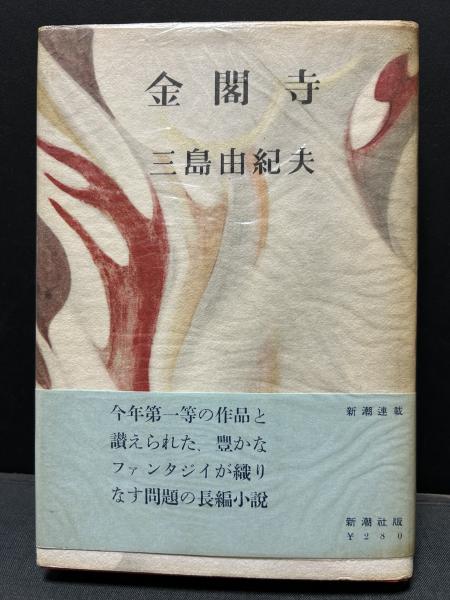 金閣寺
三島由紀夫
今年第一等の作品と
讃えられた、豊かな
ファンタジイが織り
なす問題の長編小説
新潮連載
新潮社版
¥280